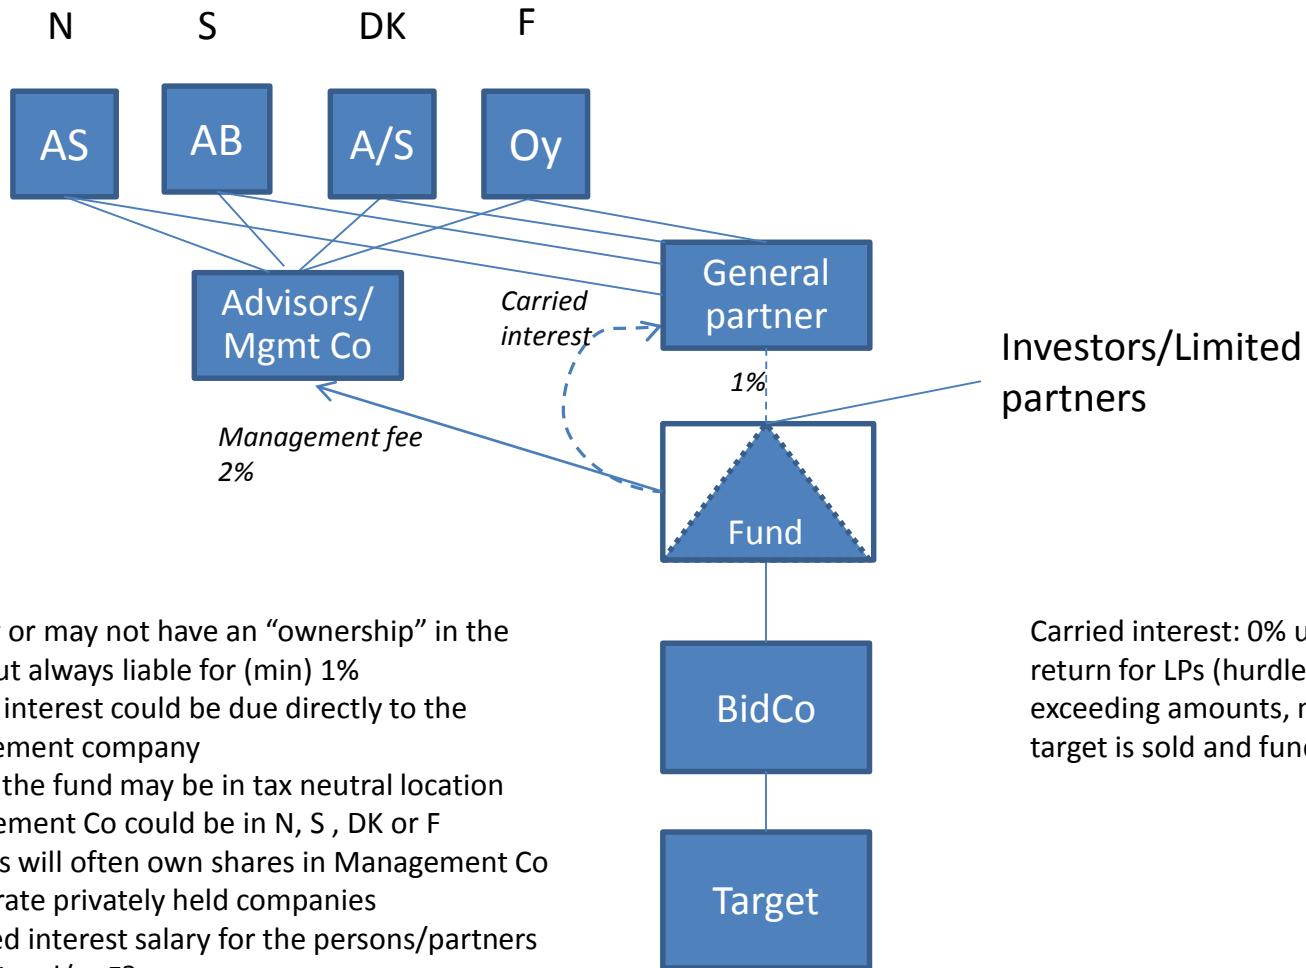 N S DK F
AS AB A/S Oy
General
partner
Advisors/
Mgmt Co
Carried
interest
Investors/Limited
partners
1%
Management fee
2%
Fund
or may not have an “ownership” in the
ut always liable for (min) 1%
interest could be due directly to the
ement company
the fund may be in tax neutral location
ement Co could be in N, S , DK or F
s will often own shares in Management Co
rate privately held companies
ed interest salary for the persons/partners
Carried interest: 0% u
return for LPs (hurdle
exceeding amounts, 
target is sold and fund
BidCo
Target